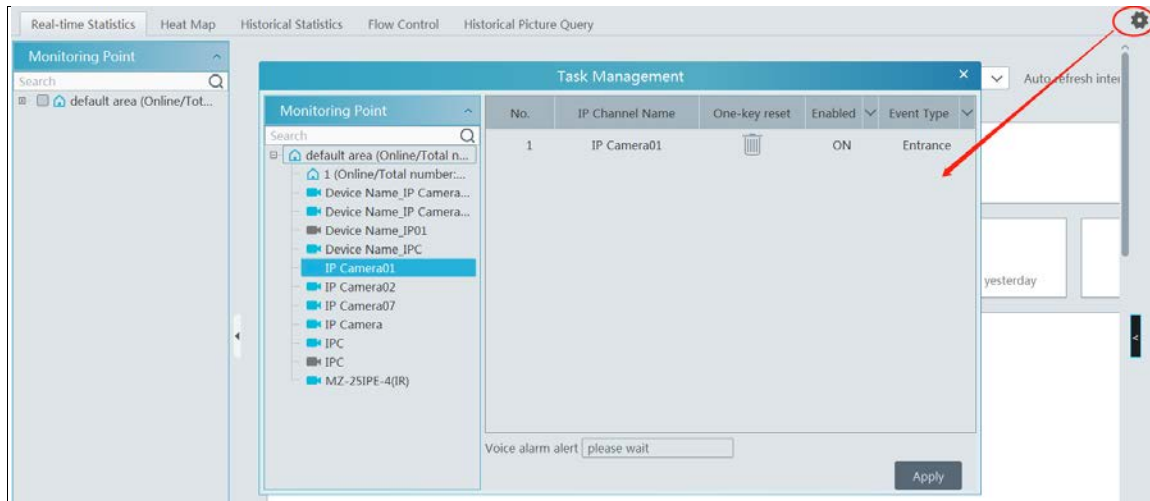 Real-time Statistics Heat Map Historical Statistics Flow Control Historical Picture Query
Monitoring Point
Search
default area (Online/Tot...
Task Management
Auto refresh inter
Monitoring Point
Search
default area (Online/Total n...
1 (Online/Total number:...
Device Name_IP Camera...
Device Name_IP Camera...
Device Name_IP01
Device Name_IPC
IP Camera01
IP Camera02
IP Camera07
IP Camera
IPC
IPC
MZ-25IPE-4(IR)
No. IP Channel Name One-key reset Enabled Event Type
1 IP Camera01 ON Entrance
yesterday
Voice alarm alert please wait
Apply